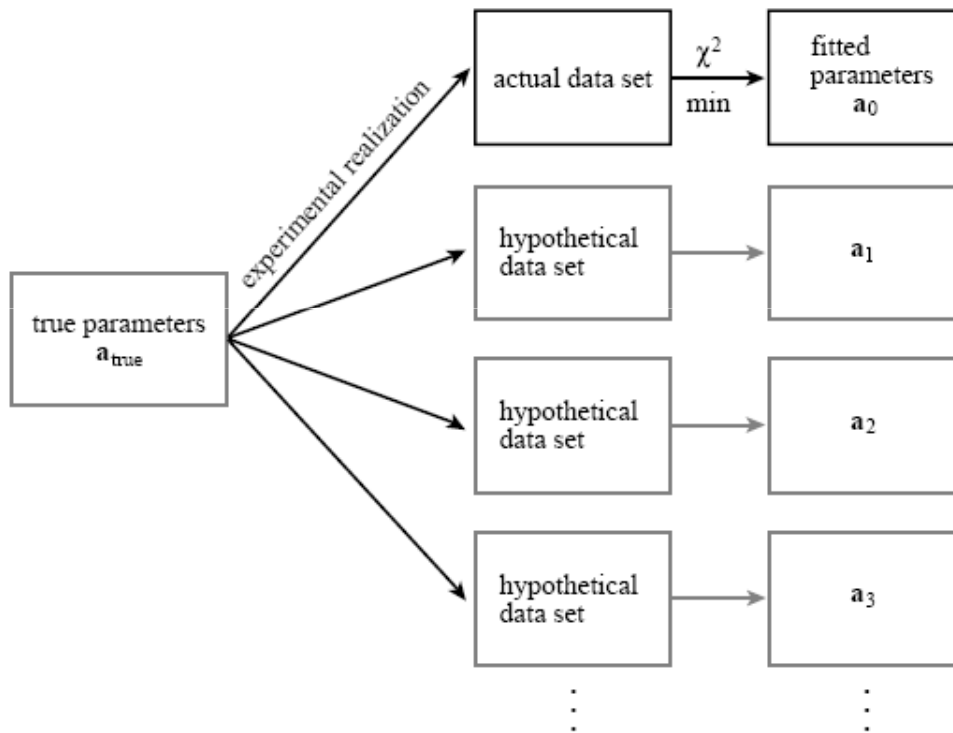 experimental realization
actual data set
χ²
min
fitted
parameters
a₀
true parameters
a_true
hypothetical
data set
a₁
hypothetical
data set
a₂
hypothetical
data set
a₃
⋮
⋮